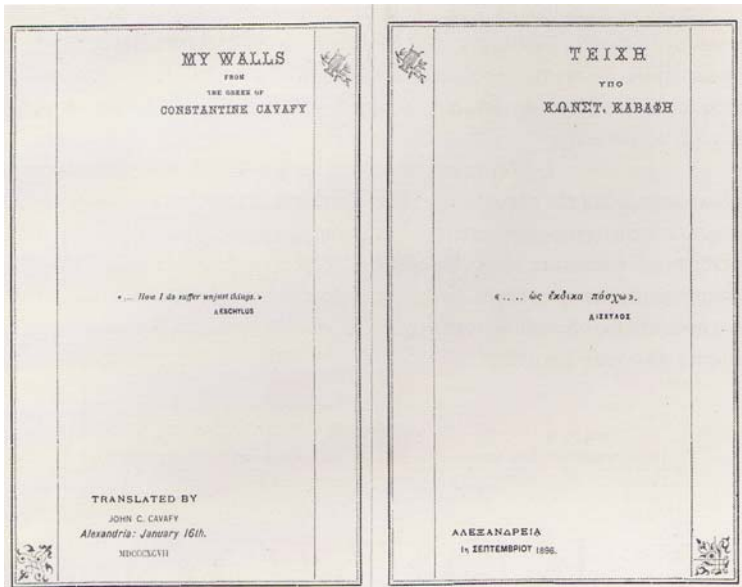 MY WALLS
FROM
THE GREEK OF
CONSTANTINE CAVAFY
« .... How I do suffer unjust things. »
AESCHYLUS
TRANSLATED BY
JOHN C. CAVAFY
Alexandria: January 16th.
MDCCCXCVII
ΤΕΙΧΗ
ΥΠΟ
ΚΩΝΣΤ. ΚΑΒΑΦΗ
«.. .. ὡς ἔκδικα πάσχω».
ΑΙΣΧΥΛΟΣ
ΑΛΕΞΑΝΔΡΕΙΑ
1η ΣΕΠΤΕΜΒΡΙΟΥ 1896.